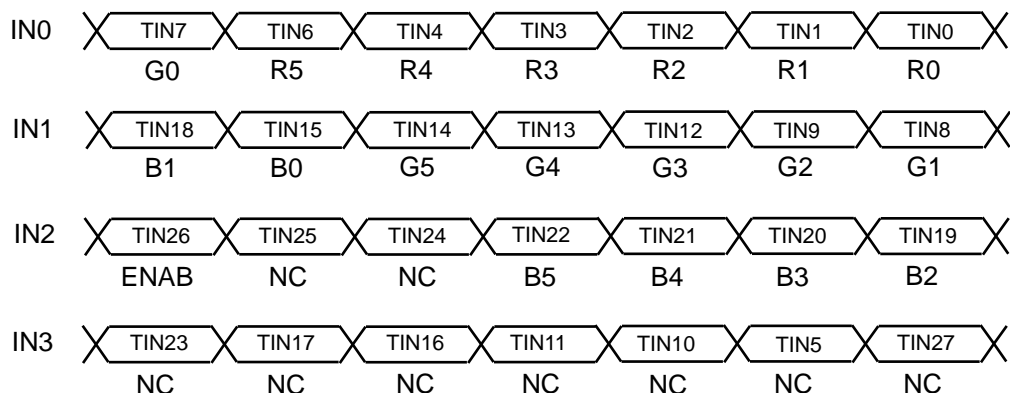 IN0 TIN7 TIN6 TIN4 TIN3 TIN2 TIN1 TIN0
G0 R5 R4 R3 R2 R1 R0
IN1 TIN18 TIN15 TIN14 TIN13 TIN12 TIN9 TIN8
B1 B0 G5 G4 G3 G2 G1
IN2 TIN26 TIN25 TIN24 TIN22 TIN21 TIN20 TIN19
ENAB NC NC B5 B4 B3 B2
IN3 TIN23 TIN17 TIN16 TIN11 TIN10 TIN5 TIN27
NC NC NC NC NC NC NC